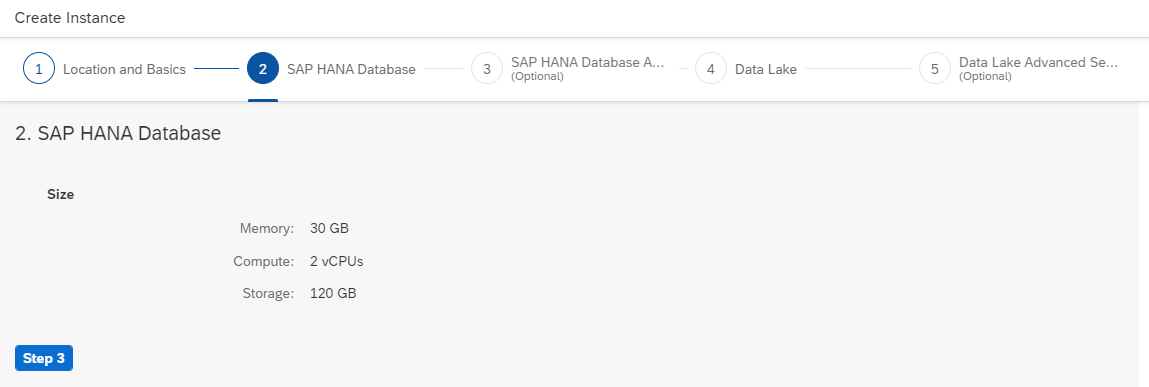 Create Instance
1 Location and Basics
2 SAP HANA Database
3 SAP HANA Database A...
(Optional)
4 Data Lake
5 Data Lake Advanced Se...
(Optional)
2. SAP HANA Database
Size
Memory: 30 GB
Compute: 2 vCPUs
Storage: 120 GB
Step 3